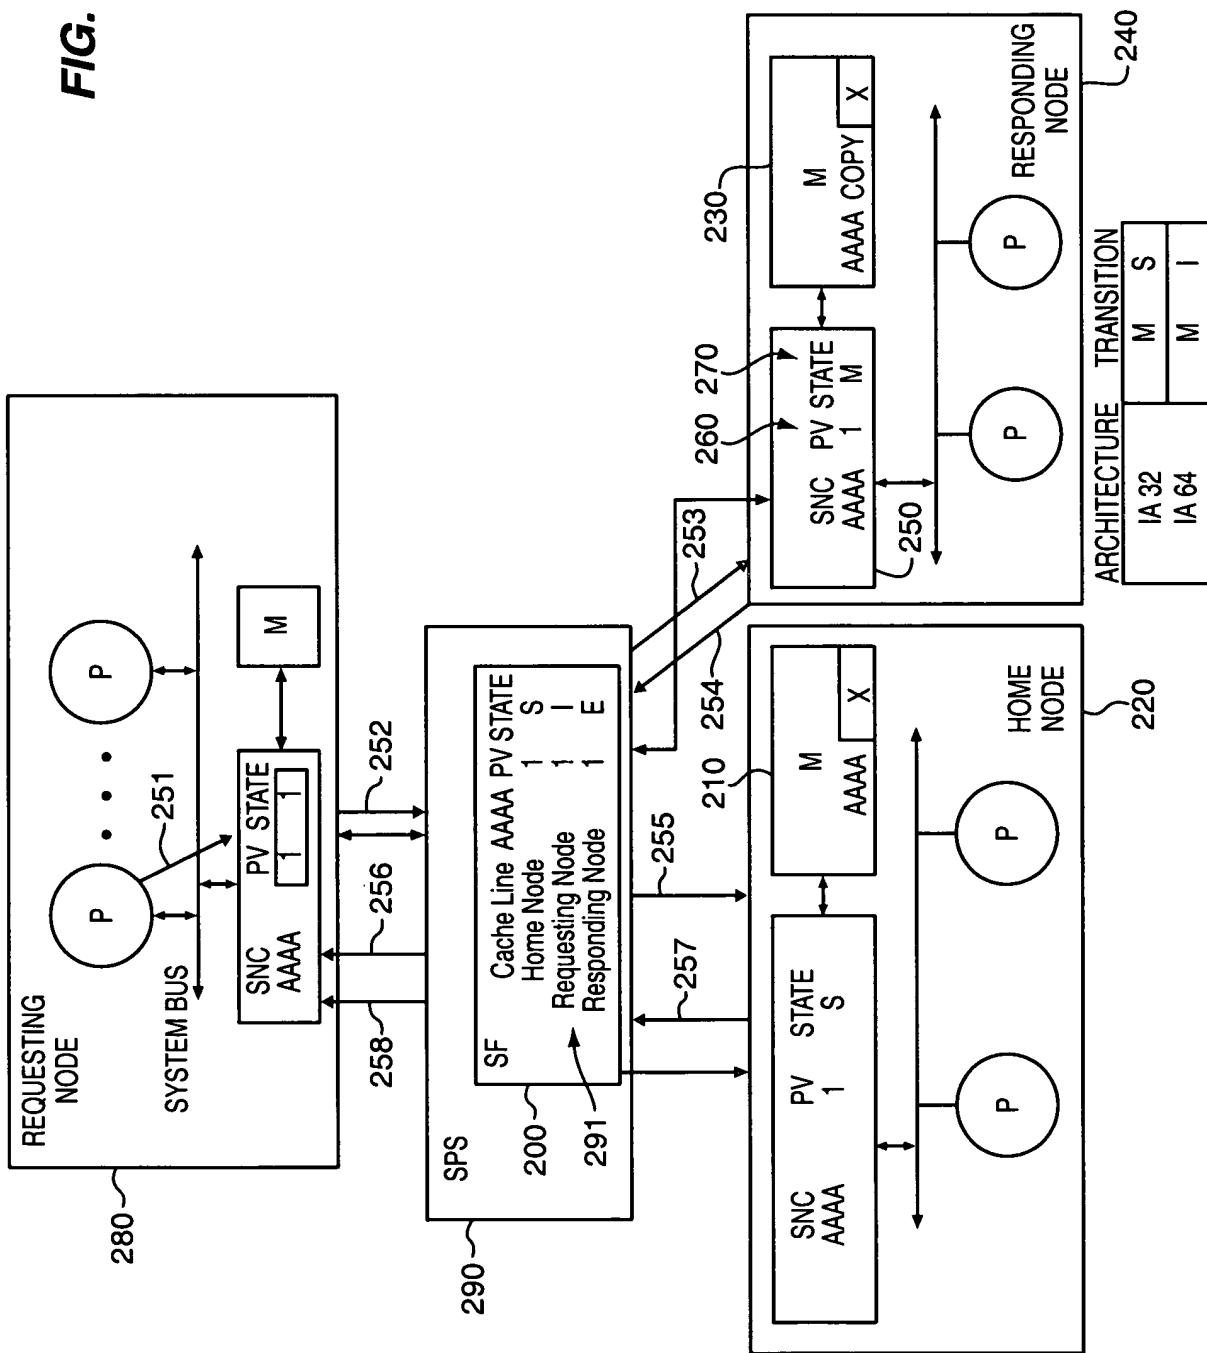 FIG.
REQUESTING
NODE
280
SYSTEM BUS
P
P
251
SNC PV STATE
AAAA 1 1
M
258
256
252
SPS
290
SF
200
291
Cache Line AAAA PV STATE
Home Node 1 S
Requesting Node 1 I
Responding Node 1 E
257
255
254
253
SNC PV STATE
AAAA 1 S
210
M
AAAA X
P
P
HOME
NODE
220
260
270
SNC PV STATE
AAAA 1 M
250
230
M
AAAA COPY X
P
P
RESPONDING
NODE
240
ARCHITECTURE TRANSITION
IA 32 M S
IA 64 M I